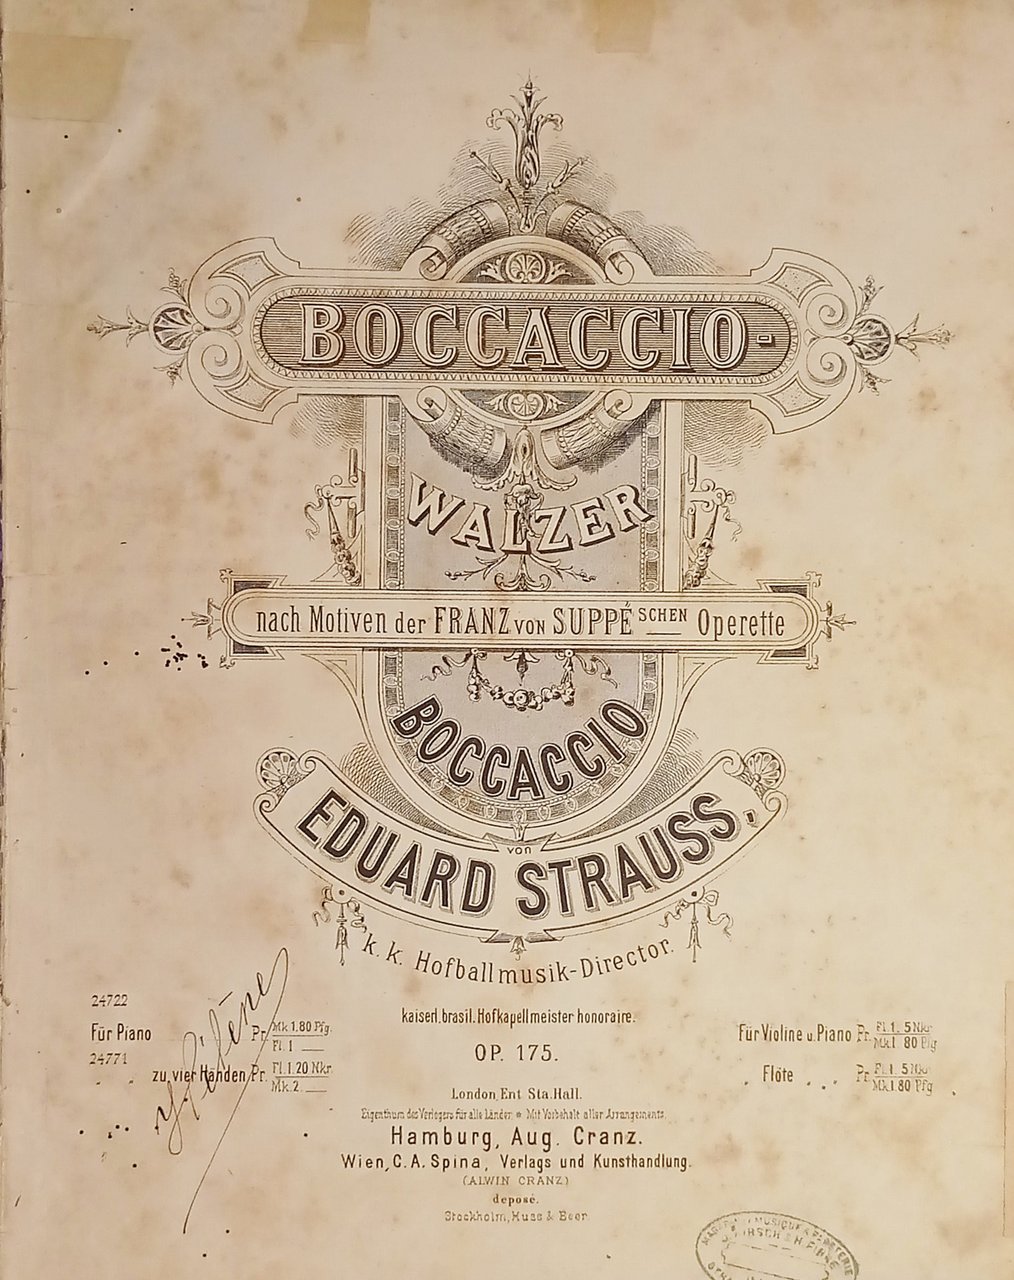 BOCCACCIO-
WALZER
nach Motiven der FRANZ VON SUPPÉSCHEN Operette
BOCCACCIO
von
EDUARD STRAUSS,
k. k. Hofballmusik-Director.
kaiserl. brasil. Hofkapellmeister honoraire.
OP. 175.
24722
Für Piano Pr. Mk 1.80 Pfg.
Fl. 1
24771
" " zu vier Händen Pr. Fl. 1.20 Nkr.
Mk. 2.
Für Violine u. Piano Pr. Fl. 1. 5 Nkr.
Mk 1. 80 Pfg
" Flöte " " " Pr. Fl. 1. 5 Nkr.
Mk 1.80 Pfg
London, Ent. Sta. Hall.
Eigenthum des Verlegers für alle Länder. * Mit Vorbehalt aller Arrangements.
Hamburg, Aug. Cranz.
Wien, C. A. Spina, Verlags und Kunsthandlung.
(ALWIN CRANZ)
deposé.
Stockholm, Huss & Beer.